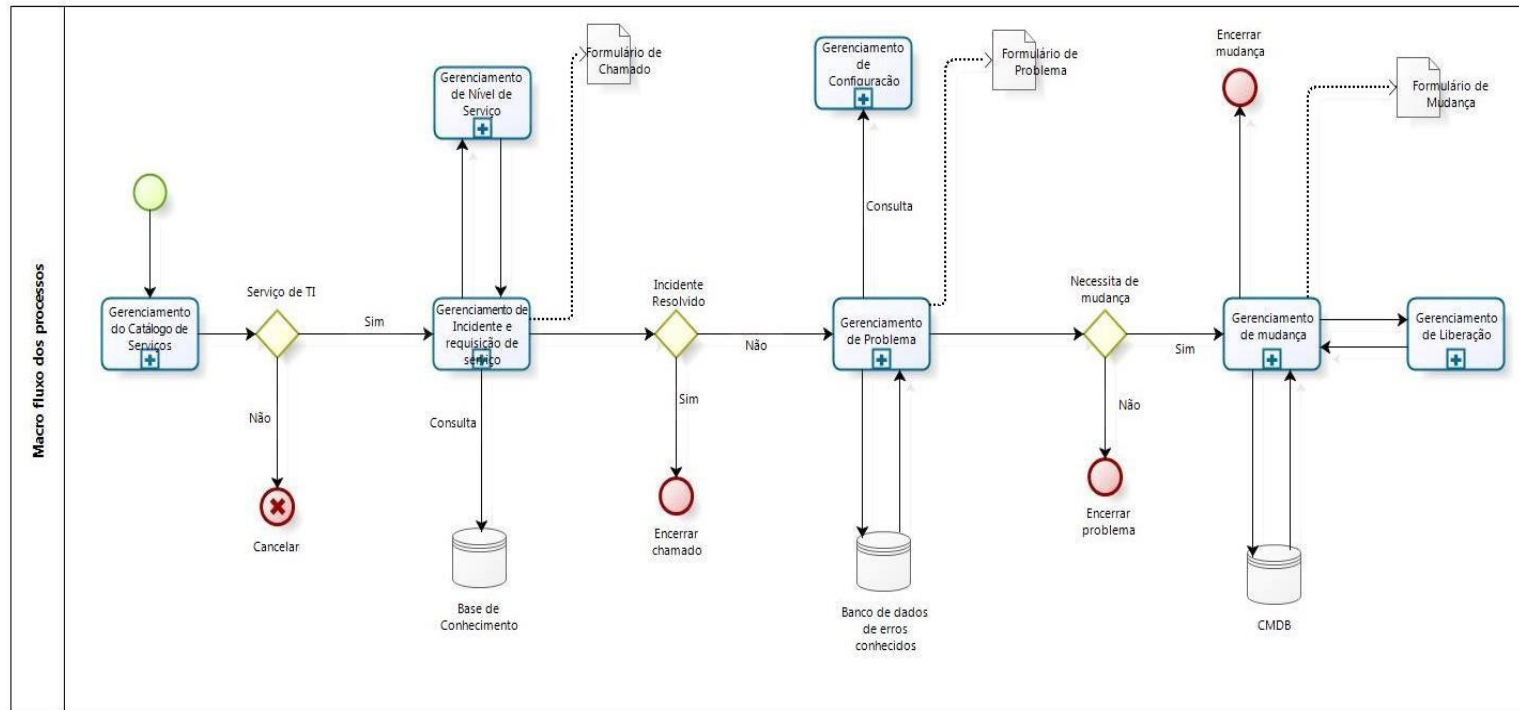 Macro fluxo dos processos
Gerenciamento
do Catálogo de
Serviços
Serviço de TI
Sim
Não
Cancelar
Gerenciamento
de Nível de
Serviço
Formulário de
Chamado
Gerenciamento de
Incidente e
requisição de
serviço
Consulta
Base de
Conhecimento
Incidente
Resolvido
Não
Sim
Encerrar
chamado
Gerenciamento
de
Configuracão
Formulário de
Problema
Consulta
Gerenciamento
de Problema
Banco de dados
de erros
conhecidos
Necessita de
mudança
Sim
Não
Encerrar
problema
Encerrar
mudança
Formulário de
Mudança
Gerenciamento
de mudança
Gerenciamento
de Liberação
CMDB